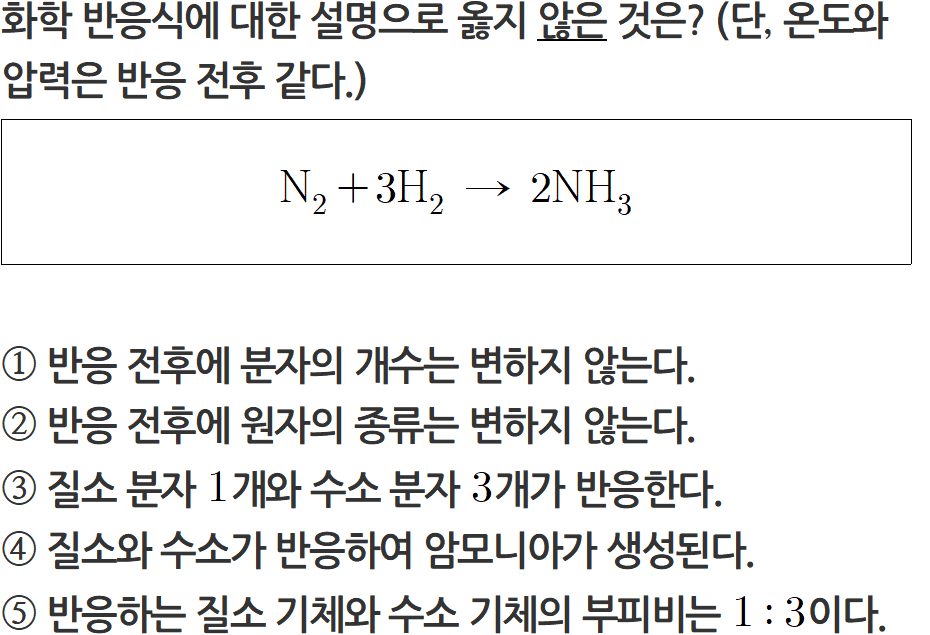 화학 반응식에 대한 설명으로 옳지 않은 것은? (단, 온도와
압력은 반응 전후 같다.)
N₂+3H₂ → 2NH₃
① 반응 전후에 분자의 개수는 변하지 않는다.
② 반응 전후에 원자의 종류는 변하지 않는다.
③ 질소 분자 1개와 수소 분자 3개가 반응한다.
④ 질소와 수소가 반응하여 암모니아가 생성된다.
⑤ 반응하는 질소 기체와 수소 기체의 부피비는 1 : 3이다.